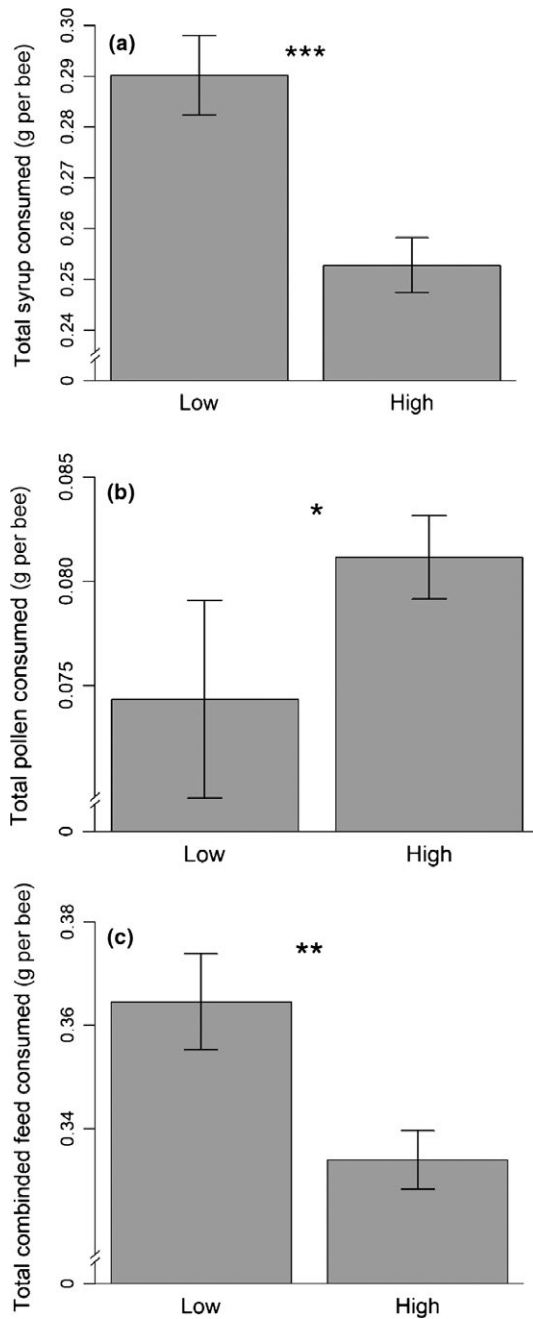 (a)
***
Total syrup consumed (g per bee)
0.30
0.29
0.28
0.27
0.26
0.25
0.24
0
Low High
(b)
*
Total pollen consumed (g per bee)
0.085
0.080
0.075
0
Low High
(c)
**
Total combinded feed consumed (g per bee)
0.38
0.36
0.34
0
Low High